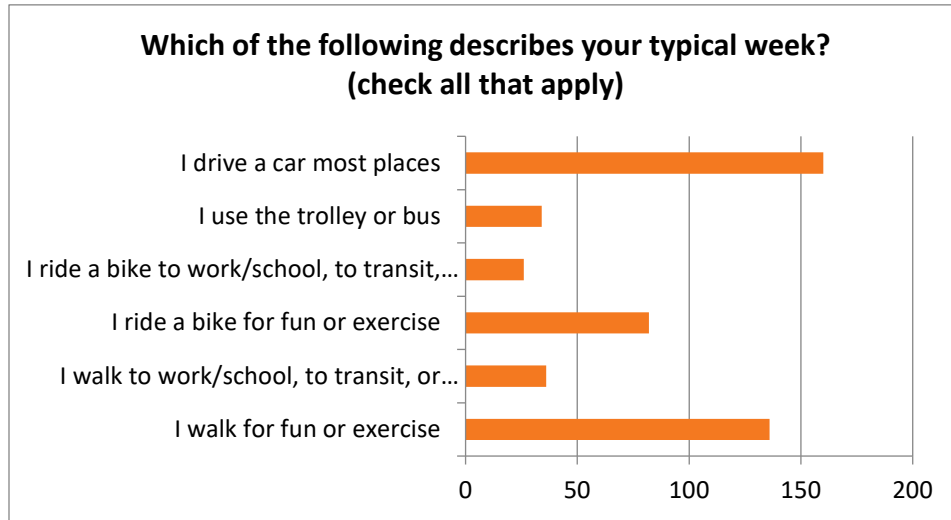 Which of the following describes your typical week?
(check all that apply)
I drive a car most places
I use the trolley or bus
I ride a bike to work/school, to transit,...
I ride a bike for fun or exercise
I walk to work/school, to transit, or...
I walk for fun or exercise
0 50 100 150 200